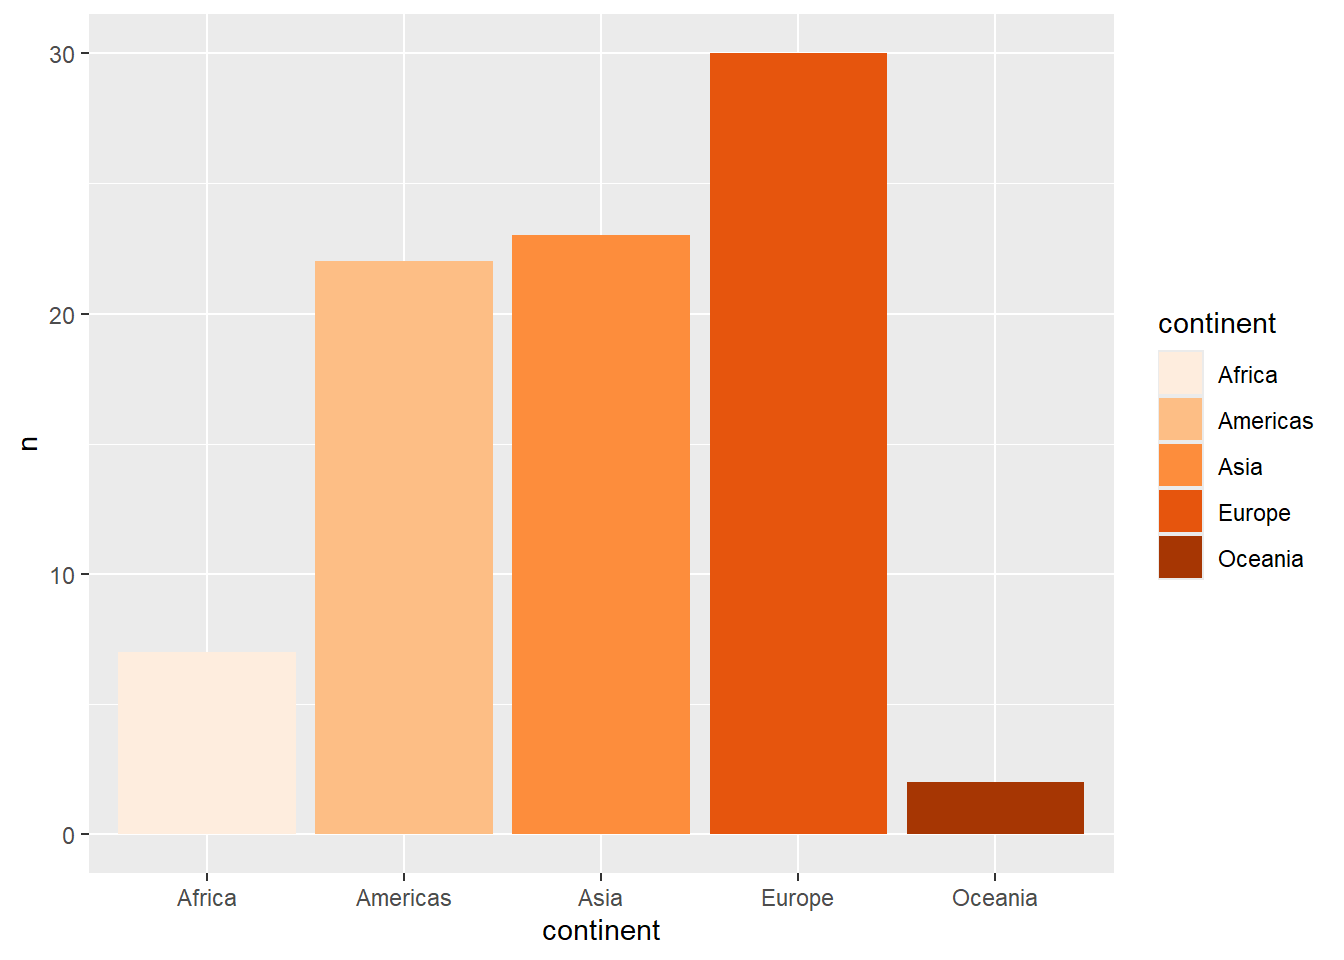 30
20
10
0
n
Africa
Americas
Asia
Europe
Oceania
continent
continent
Africa
Americas
Asia
Europe
Oceania